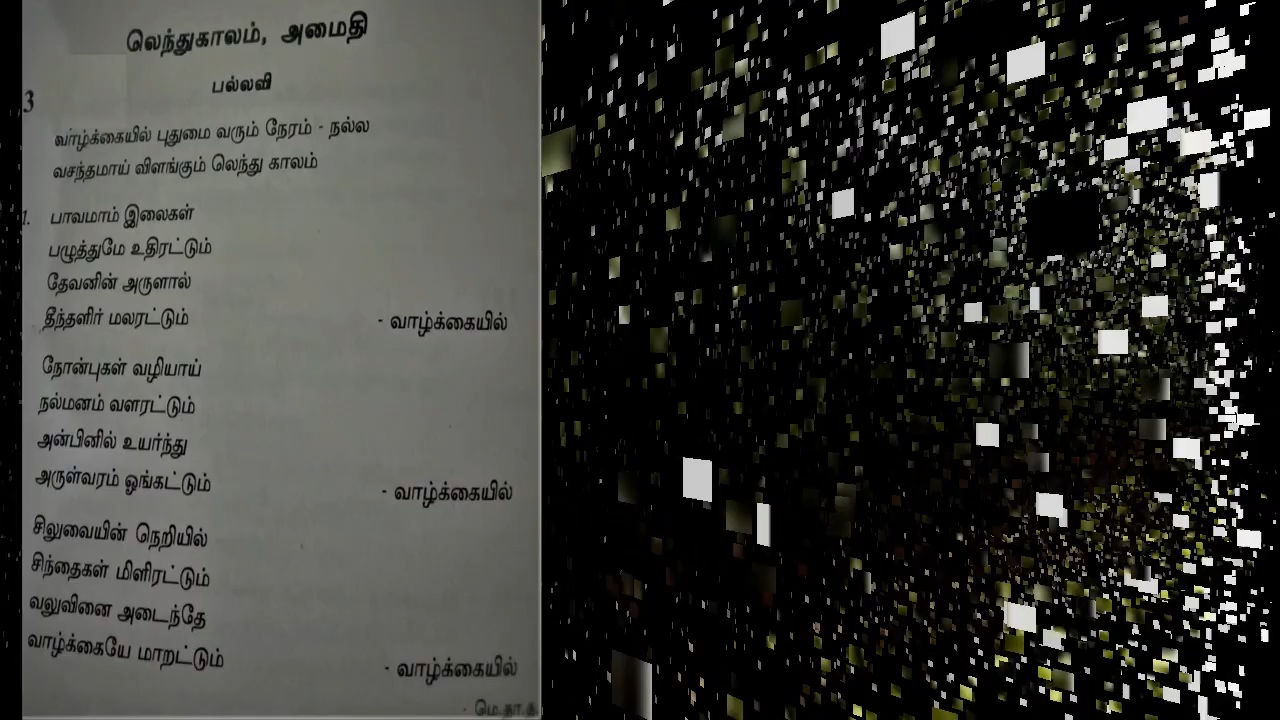 லெந்துகாலம், அமைதி
பல்லவி
3
வாழ்க்கையில் புதுமை வரும் நேரம் - நல்ல
வசந்தமாய் விளங்கும் லெந்து காலம்
1. பாவமாம் இலைகள்
பழுத்துமே உதிரட்டும்
தேவனின் அருளால்
தீந்தளிர் மலரட்டும் - வாழ்க்கையில்
நோன்புகள் வழியாய்
நல்மனம் வளரட்டும்
அன்பினில் உயர்ந்து
அருள்வரம் ஓங்கட்டும் - வாழ்க்கையில்
சிலுவையின் நெறியில்
சிந்தைகள் மிளிரட்டும்
வலுவினை அடைந்தே
வாழ்க்கையே மாறட்டும் - வாழ்க்கையில்